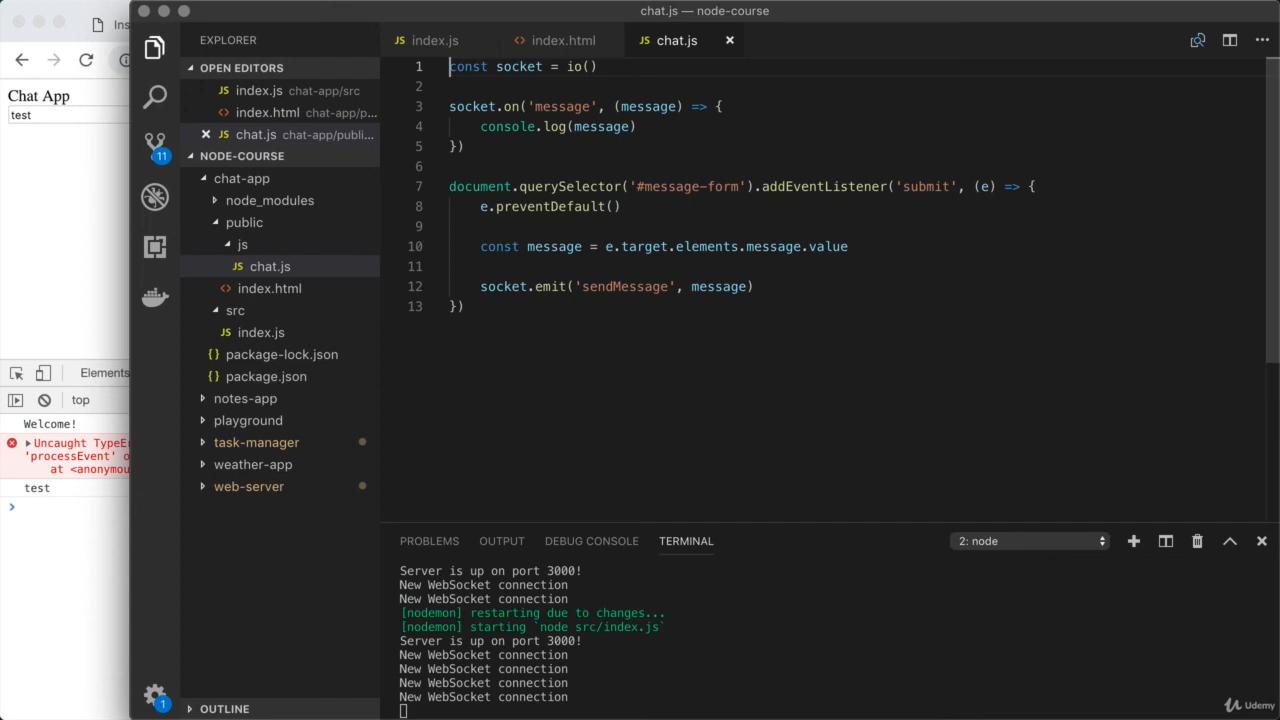 Ins
chat.js — node-course
Chat App
test
Elements
top
Welcome!
Uncaught TypeEr
'processEvent' o
at <anonymou
test
EXPLORER
OPEN EDITORS
index.js chat-app/src
index.html chat-app/p...
chat.js chat-app/publi...
NODE-COURSE
chat-app
node_modules
public
js
JS chat.js
index.html
src
JS index.js
{} package-lock.json
{} package.json
notes-app
playground
task-manager
weather-app
web-server
OUTLINE
11
1
JS index.js
<> index.html
JS chat.js
1 const socket = io()
2
3 socket.on('message', (message) => {
4 console.log(message)
5 })
6
7 document.querySelector('#message-form').addEventListener('submit', (e) => {
8 e.preventDefault()
9
10 const message = e.target.elements.message.value
11
12 socket.emit('sendMessage', message)
13 })
PROBLEMS OUTPUT DEBUG CONSOLE TERMINAL 2: node
Server is up on port 3000!
New WebSocket connection
New WebSocket connection
[nodemon] restarting due to changes...
[nodemon] starting `node src/index.js`
Server is up on port 3000!
New WebSocket connection
New WebSocket connection
New WebSocket connection
New WebSocket connection
Udemy